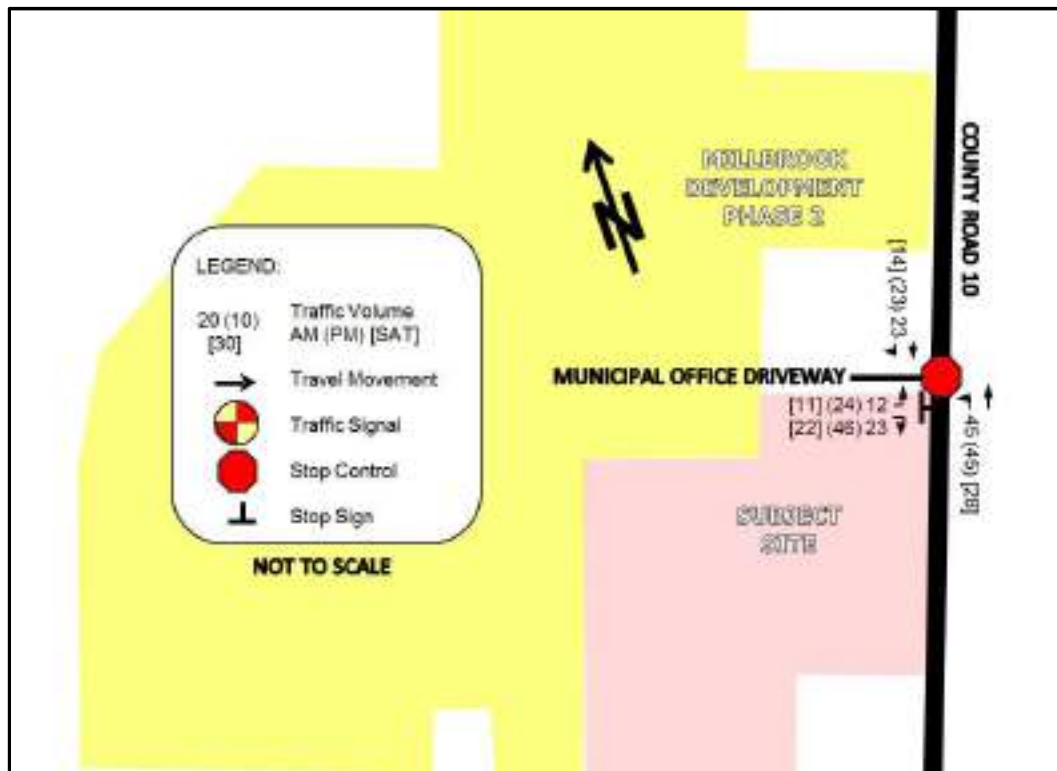 MILLBROOK
DEVELOPMENT
PHASE 2
COUNTY ROAD 10
LEGEND:
20 (10)
[30]
Traffic Volume
AM (PM) [SAT]
Travel Movement
Traffic Signal
Stop Control
Stop Sign
NOT TO SCALE
[14] (23) 23
MUNICIPAL OFFICE DRIVEWAY
[11] (24) 12
[22] (46) 23
45 (45) [28]
SUBJECT
SITE
N